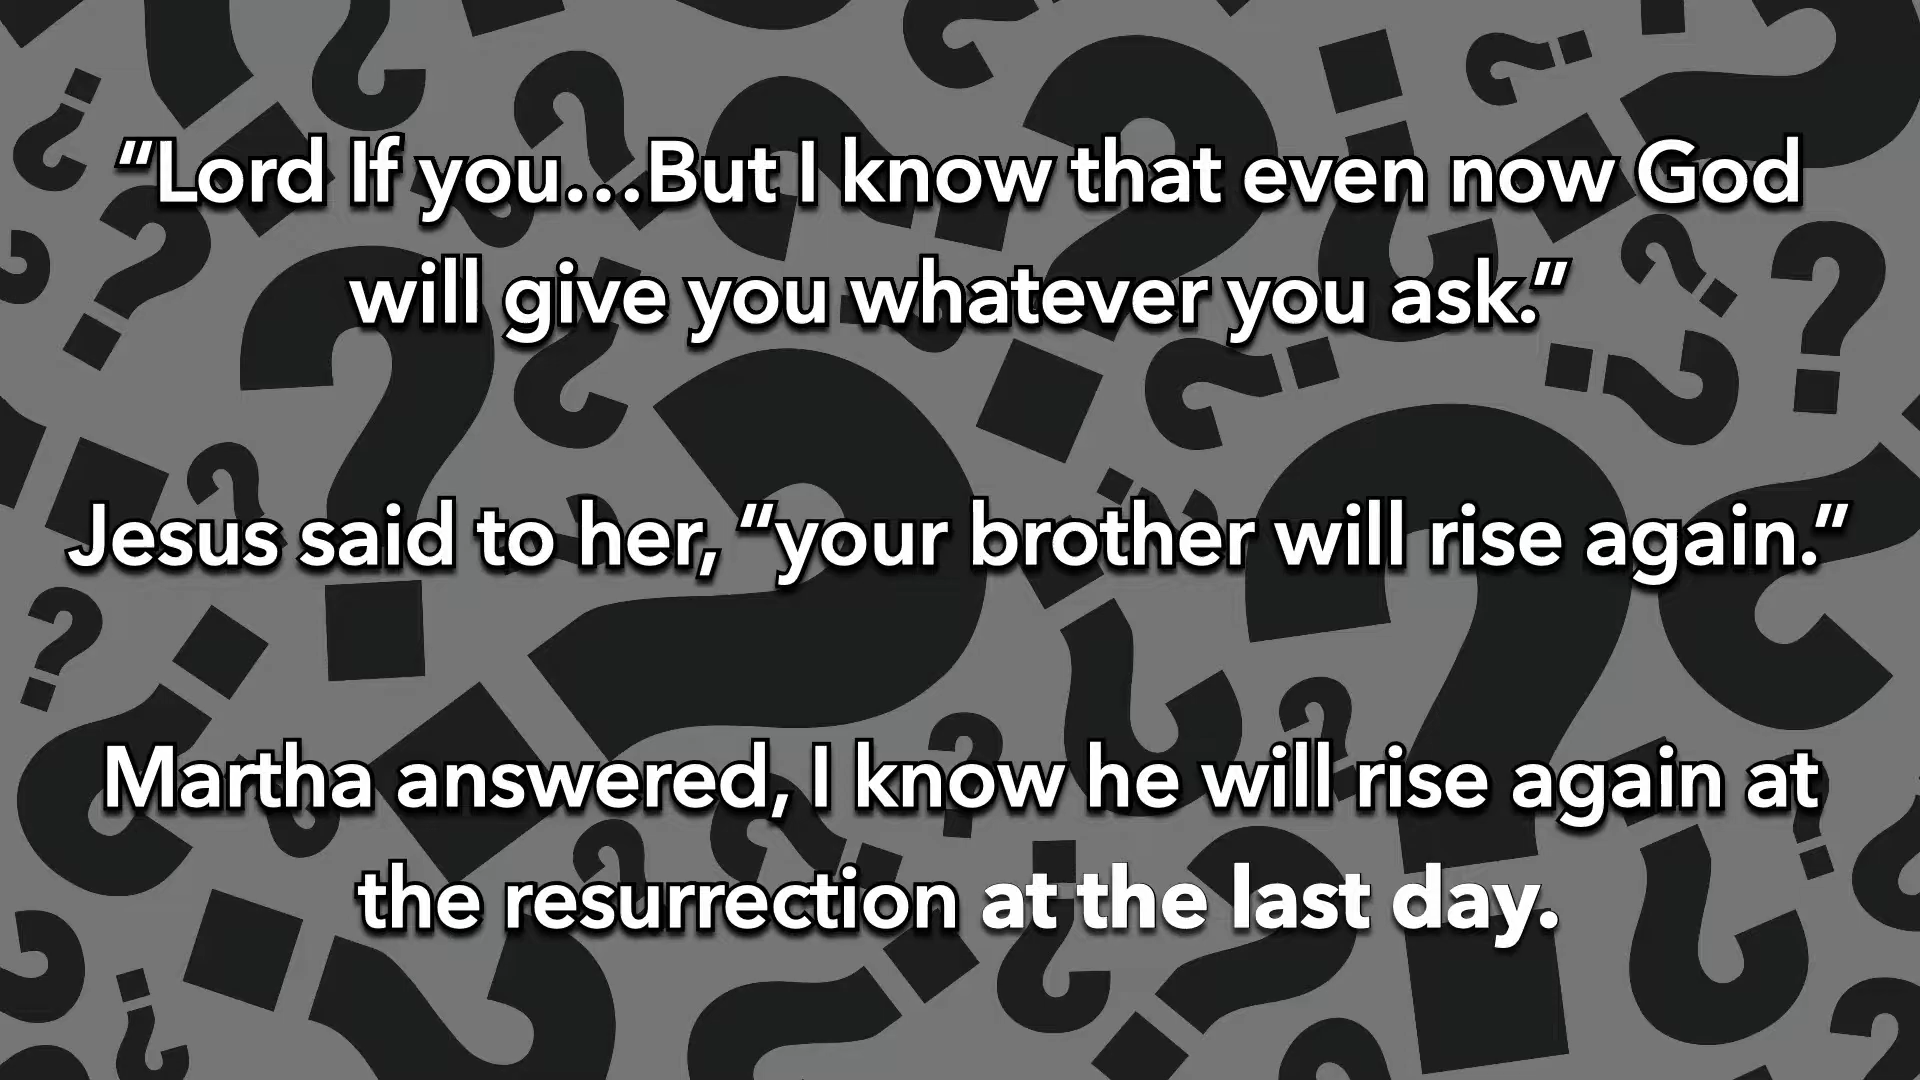 “Lord If you...But I know that even now God
will give you whatever you ask.”
Jesus said to her, “your brother will rise again.”
Martha answered, I know he will rise again at
the resurrection at the last day.